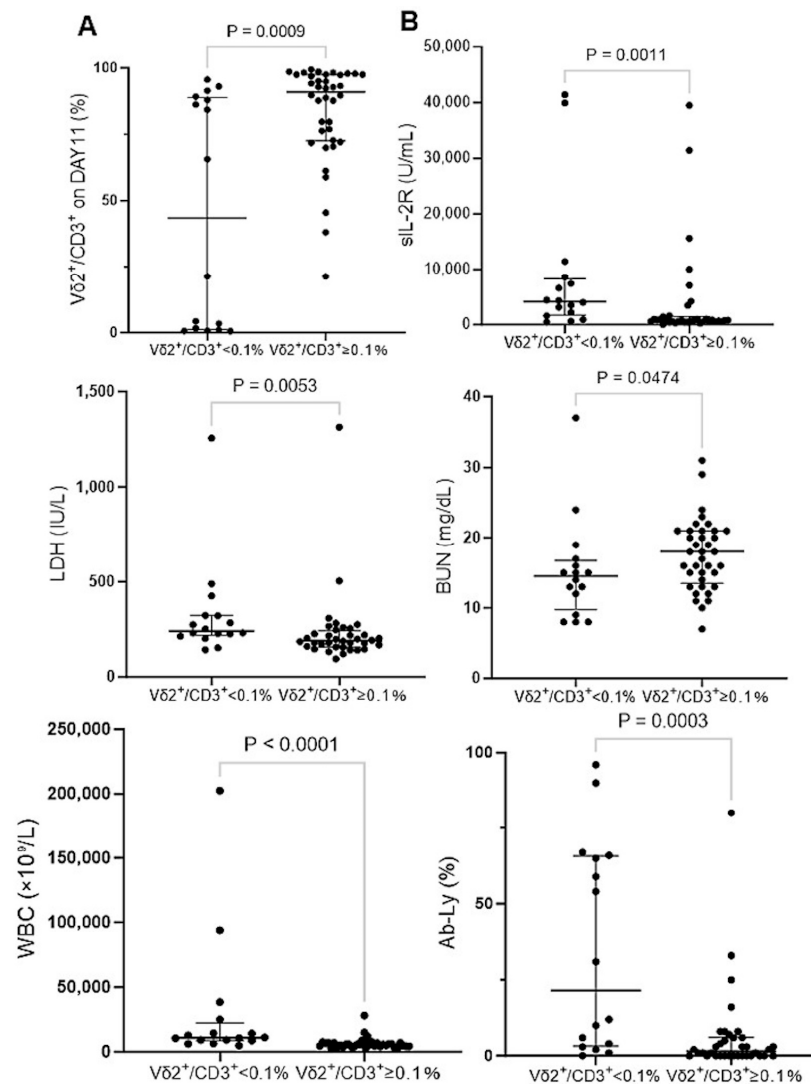 A
P = 0.0009
Vδ2⁺/CD3⁺ on DAY11 (%)
100
50
0
Vδ2⁺/CD3⁺<0.1%
Vδ2⁺/CD3⁺≥0.1%
B
P = 0.0011
sIL-2R (U/mL)
50,000
40,000
30,000
20,000
10,000
0
Vδ2⁺/CD3⁺<0.1%
Vδ2⁺/CD3⁺≥0.1%
P = 0.0053
LDH (IU/L)
1,500
1,000
500
0
Vδ2⁺/CD3⁺<0.1%
Vδ2⁺/CD3⁺≥0.1%
P = 0.0474
BUN (mg/dL)
40
30
20
10
0
Vδ2⁺/CD3⁺<0.1%
Vδ2⁺/CD3⁺≥0.1%
P < 0.0001
WBC (×10⁹/L)
250,000
200,000
150,000
100,000
50,000
0
Vδ2⁺/CD3⁺<0.1%
Vδ2⁺/CD3⁺≥0.1%
P = 0.0003
Ab-Ly (%)
100
50
0
Vδ2⁺/CD3⁺<0.1%
Vδ2⁺/CD3⁺≥0.1%